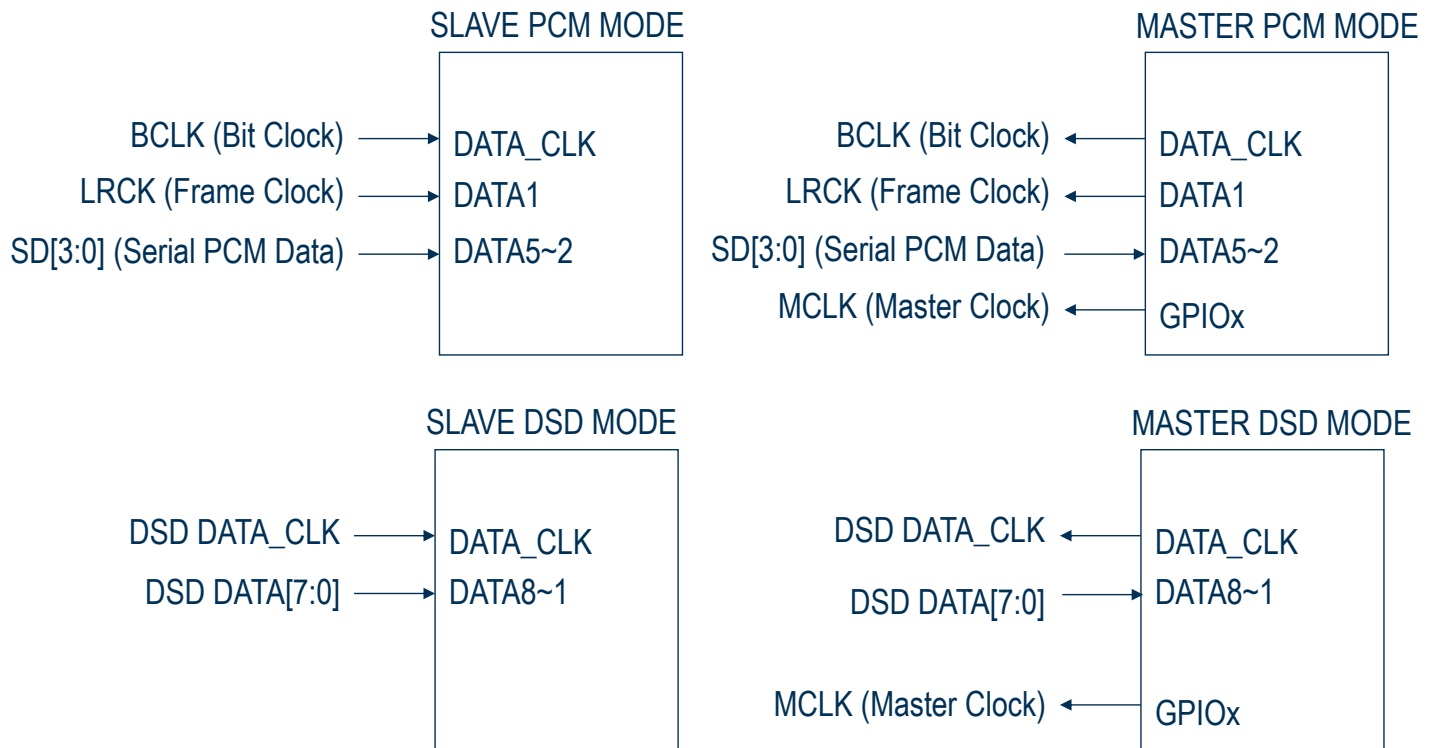 SLAVE PCM MODE
BCLK (Bit Clock)
DATA_CLK
LRCK (Frame Clock)
DATA1
SD[3:0] (Serial PCM Data)
DATA5~2
MASTER PCM MODE
BCLK (Bit Clock)
DATA_CLK
LRCK (Frame Clock)
DATA1
SD[3:0] (Serial PCM Data)
DATA5~2
MCLK (Master Clock)
GPIOx
SLAVE DSD MODE
DSD DATA_CLK
DATA_CLK
DSD DATA[7:0]
DATA8~1
MASTER DSD MODE
DSD DATA_CLK
DATA_CLK
DSD DATA[7:0]
DATA8~1
MCLK (Master Clock)
GPIOx